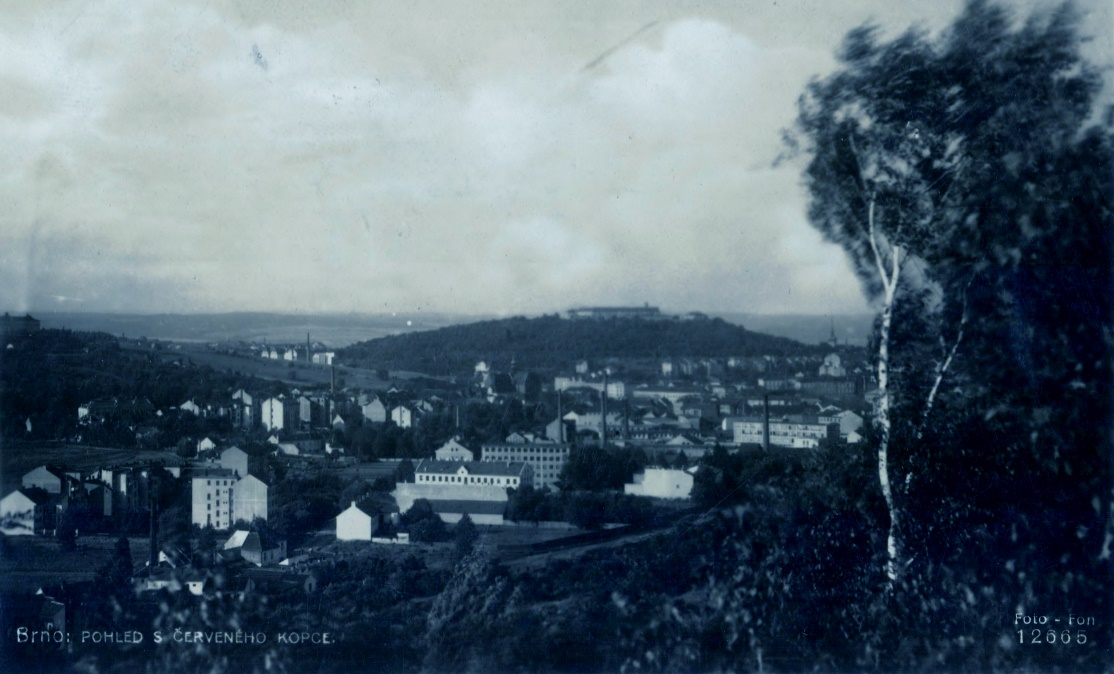 Brno: POHLED S ČERVENÉHO KOPCE.
Foto - Fon
12665